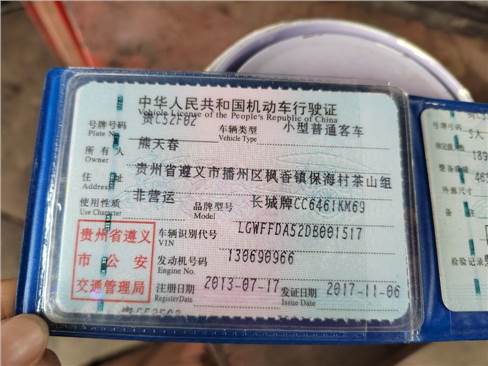 中华人民共和国机动车行驶证
Vehicle License of the People's Republic of China
号牌号码 贵C52F02 车辆类型 小型普通客车
Plate No. Vehicle Type
所有人 熊天春
Owner
住址 贵州省遵义市播州区枫香镇保海村茶山组
Address
使用性质 非营运 品牌型号 长城牌CC6461KM69
Use Character Model
车辆识别代号 LGWFFDA52DB001517
VIN
发动机号码 130690966
Engine No.
注册日期 2013-07-17 发证日期 2017-11-06
Register Date Issue Date
贵州省遵义
市公安
交通管理局
号牌号码
5人